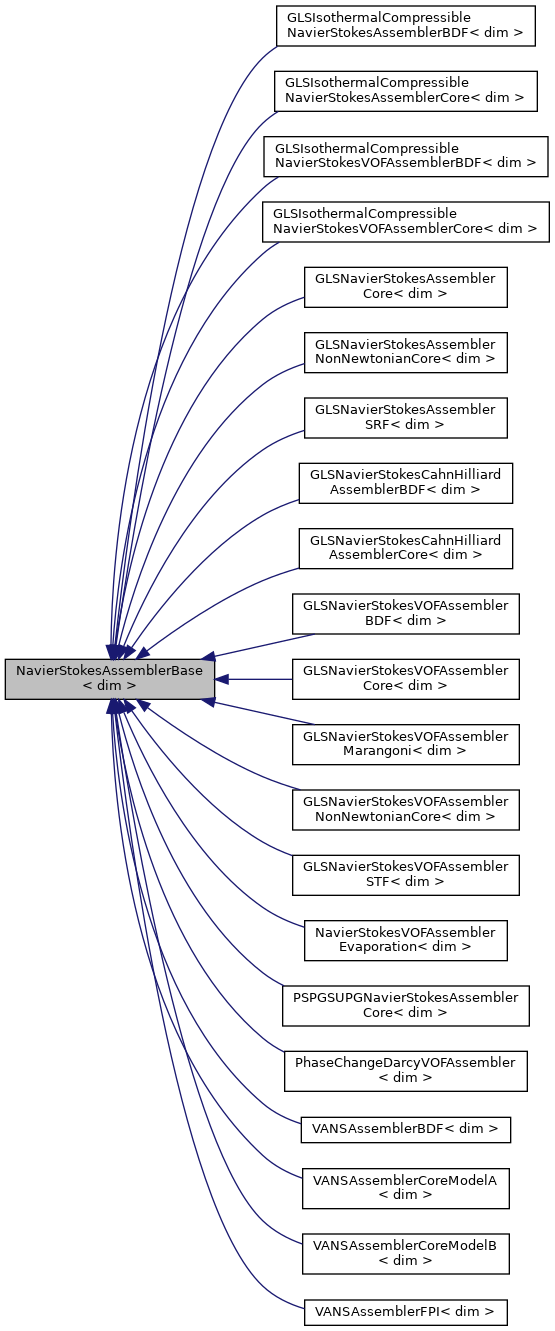 GLSIsothermalCompressible
NavierStokesAssemblerBDF< dim >
GLSIsothermalCompressible
NavierStokesAssemblerCore< dim >
GLSIsothermalCompressible
NavierStokesVOFAssemblerBDF< dim >
GLSIsothermalCompressible
NavierStokesVOFAssemblerCore< dim >
GLSNavierStokesAssembler
Core< dim >
GLSNavierStokesAssembler
NonNewtonianCore< dim >
GLSNavierStokesAssembler
SRF< dim >
GLSNavierStokesCahnHilliard
AssemblerBDF< dim >
GLSNavierStokesCahnHilliard
AssemblerCore< dim >
GLSNavierStokesVOFAssembler
BDF< dim >
NavierStokesAssemblerBase
< dim >
GLSNavierStokesVOFAssembler
Core< dim >
GLSNavierStokesVOFAssembler
Marangoni< dim >
GLSNavierStokesVOFAssembler
NonNewtonianCore< dim >
GLSNavierStokesVOFAssembler
STF< dim >
NavierStokesVOFAssembler
Evaporation< dim >
PSPGSUPGNavierStokesAssembler
Core< dim >
PhaseChangeDarcyVOFAssembler
< dim >
VANSAssemblerBDF< dim >
VANSAssemblerCoreModelA
< dim >
VANSAssemblerCoreModelB
< dim >
VANSAssemblerFPI< dim >